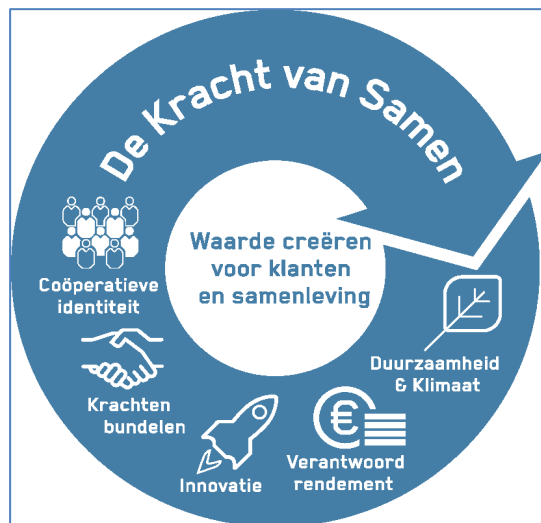 De Kracht van Samen
Waarde creëren
voor klanten
en samenleving
Coöperatieve
identiteit
Krachten
bundelen
Innovatie
€
Verantwoord
rendement
Duurzaamheid
& Klimaat